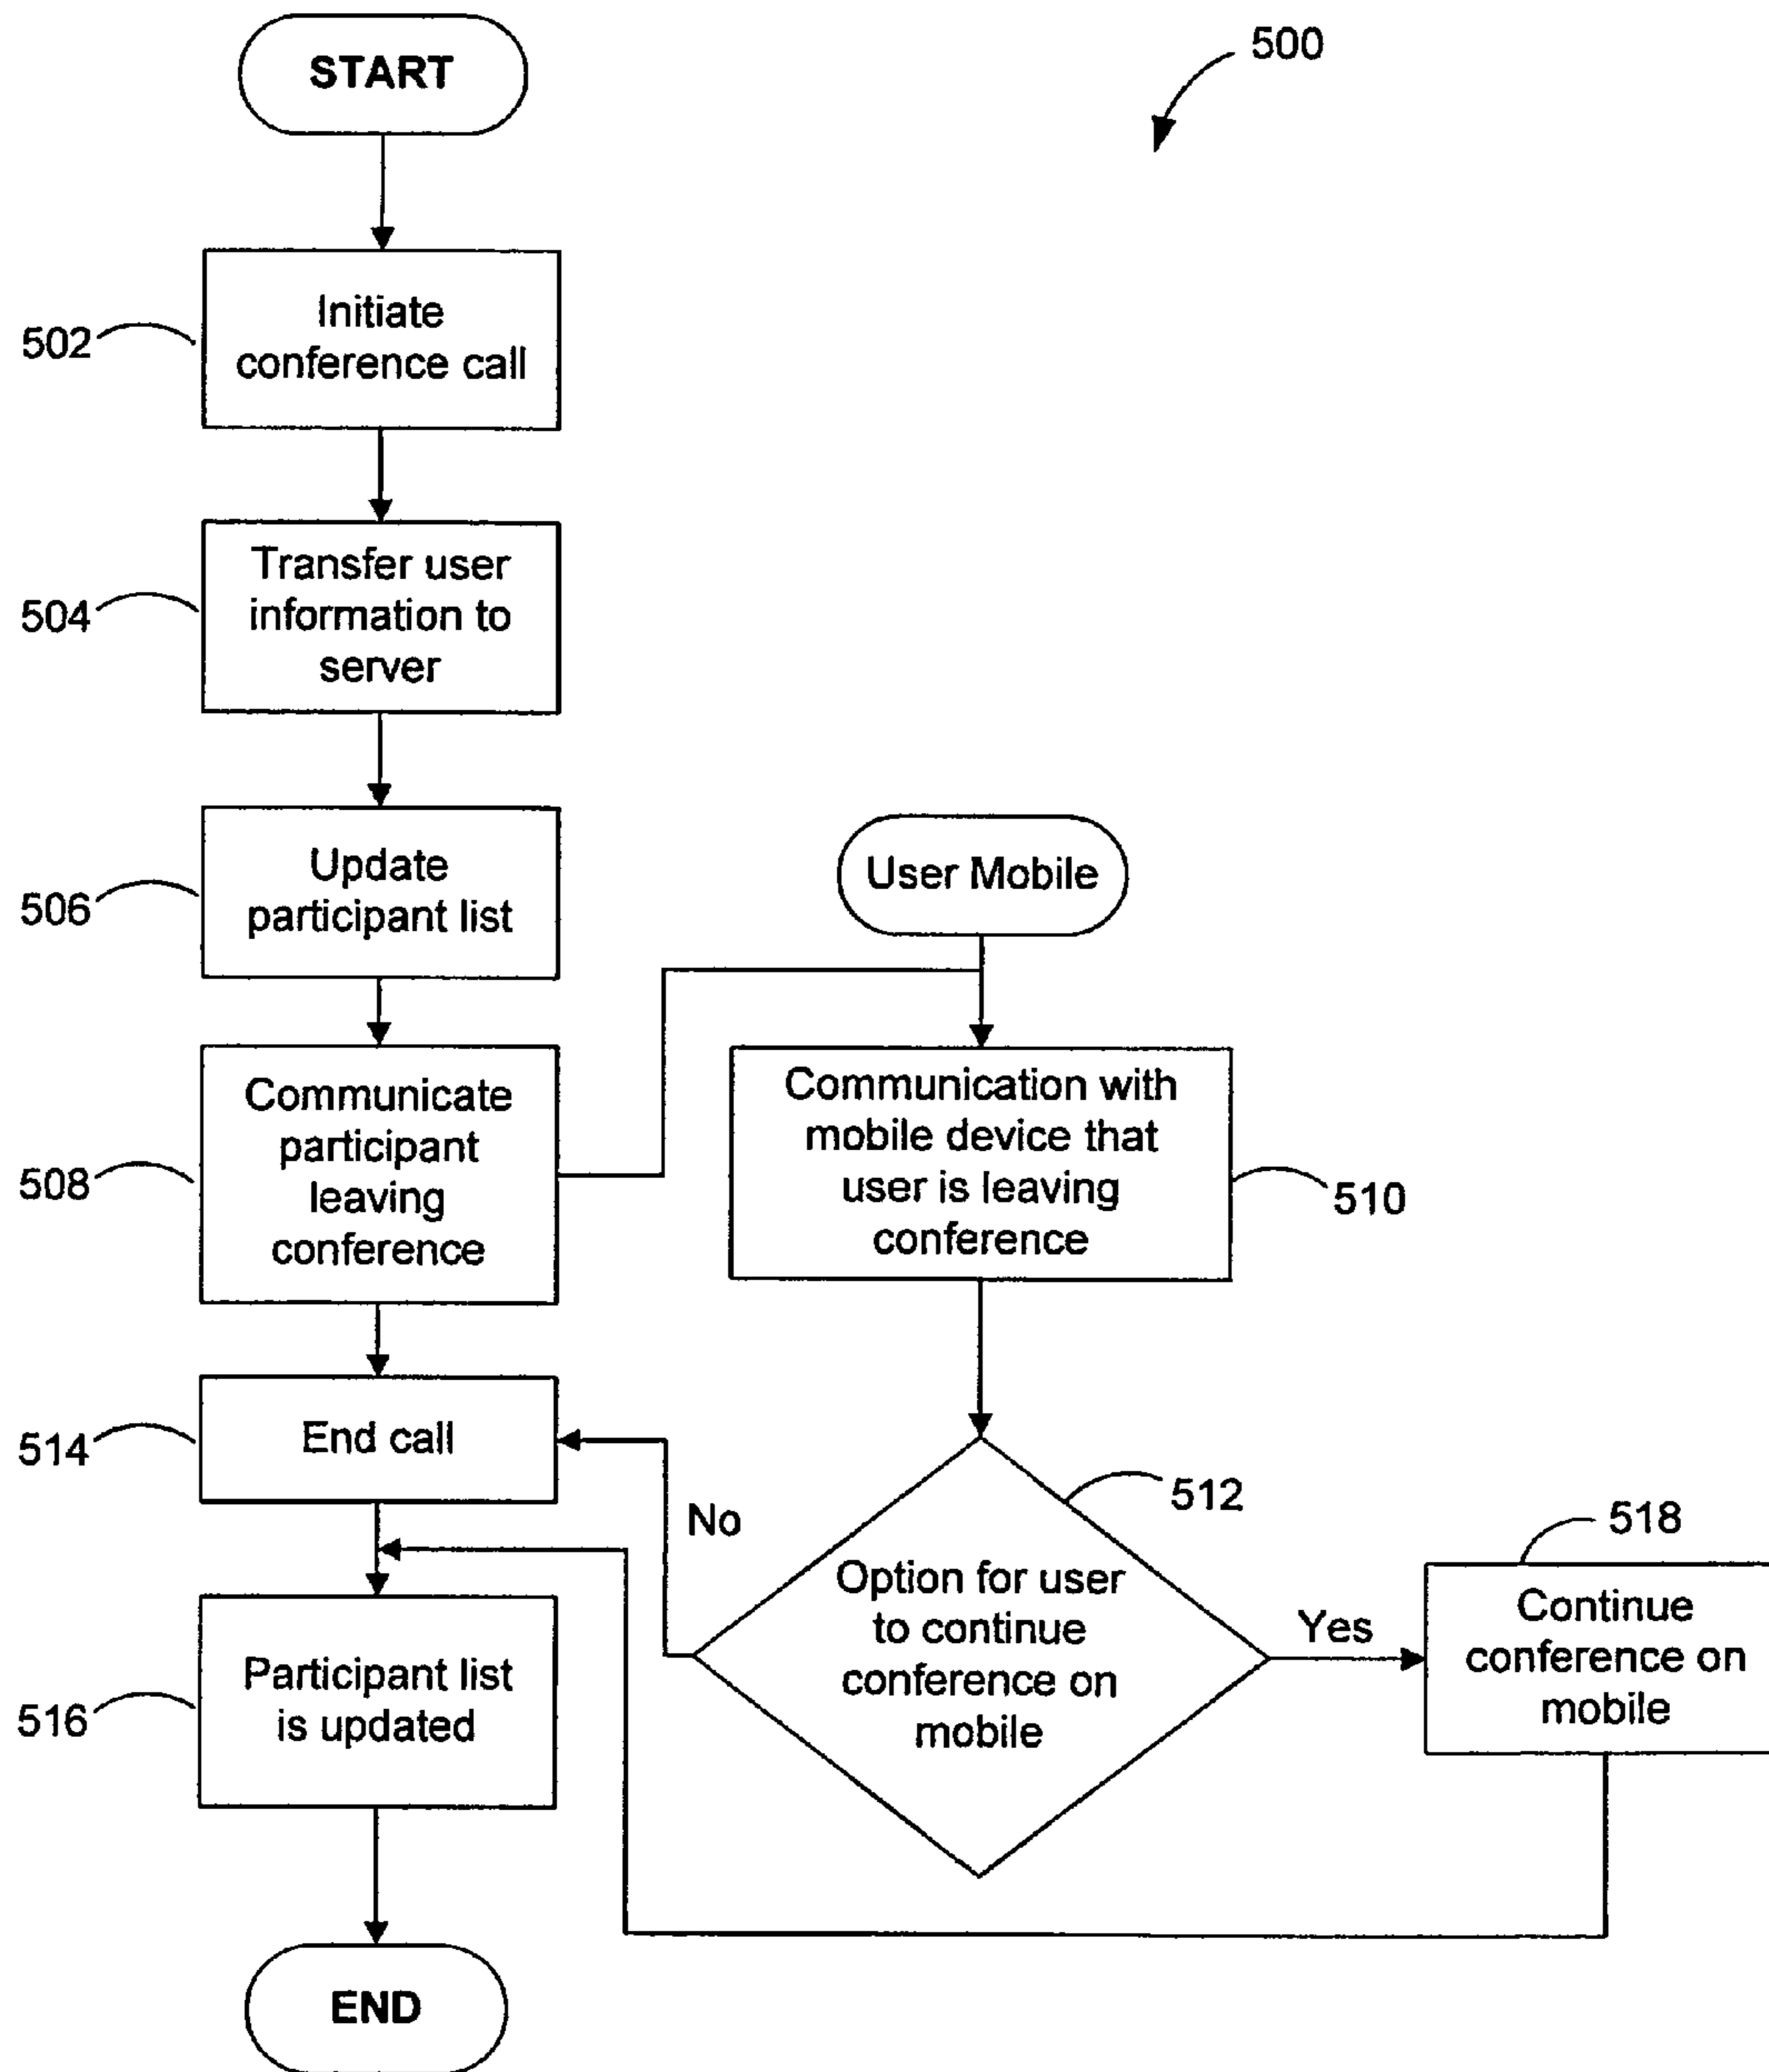 START
500
502
Initiate
conference call
504
Transfer user
information to
server
506
Update
participant list
User Mobile
508
Communicate
participant
leaving
conference
Communication with
mobile device that
user is leaving
conference
510
514
End call
No
512
Option for user
to continue
conference on
mobile
Yes
518
Continue
conference on
mobile
516
Participant list
is updated
END